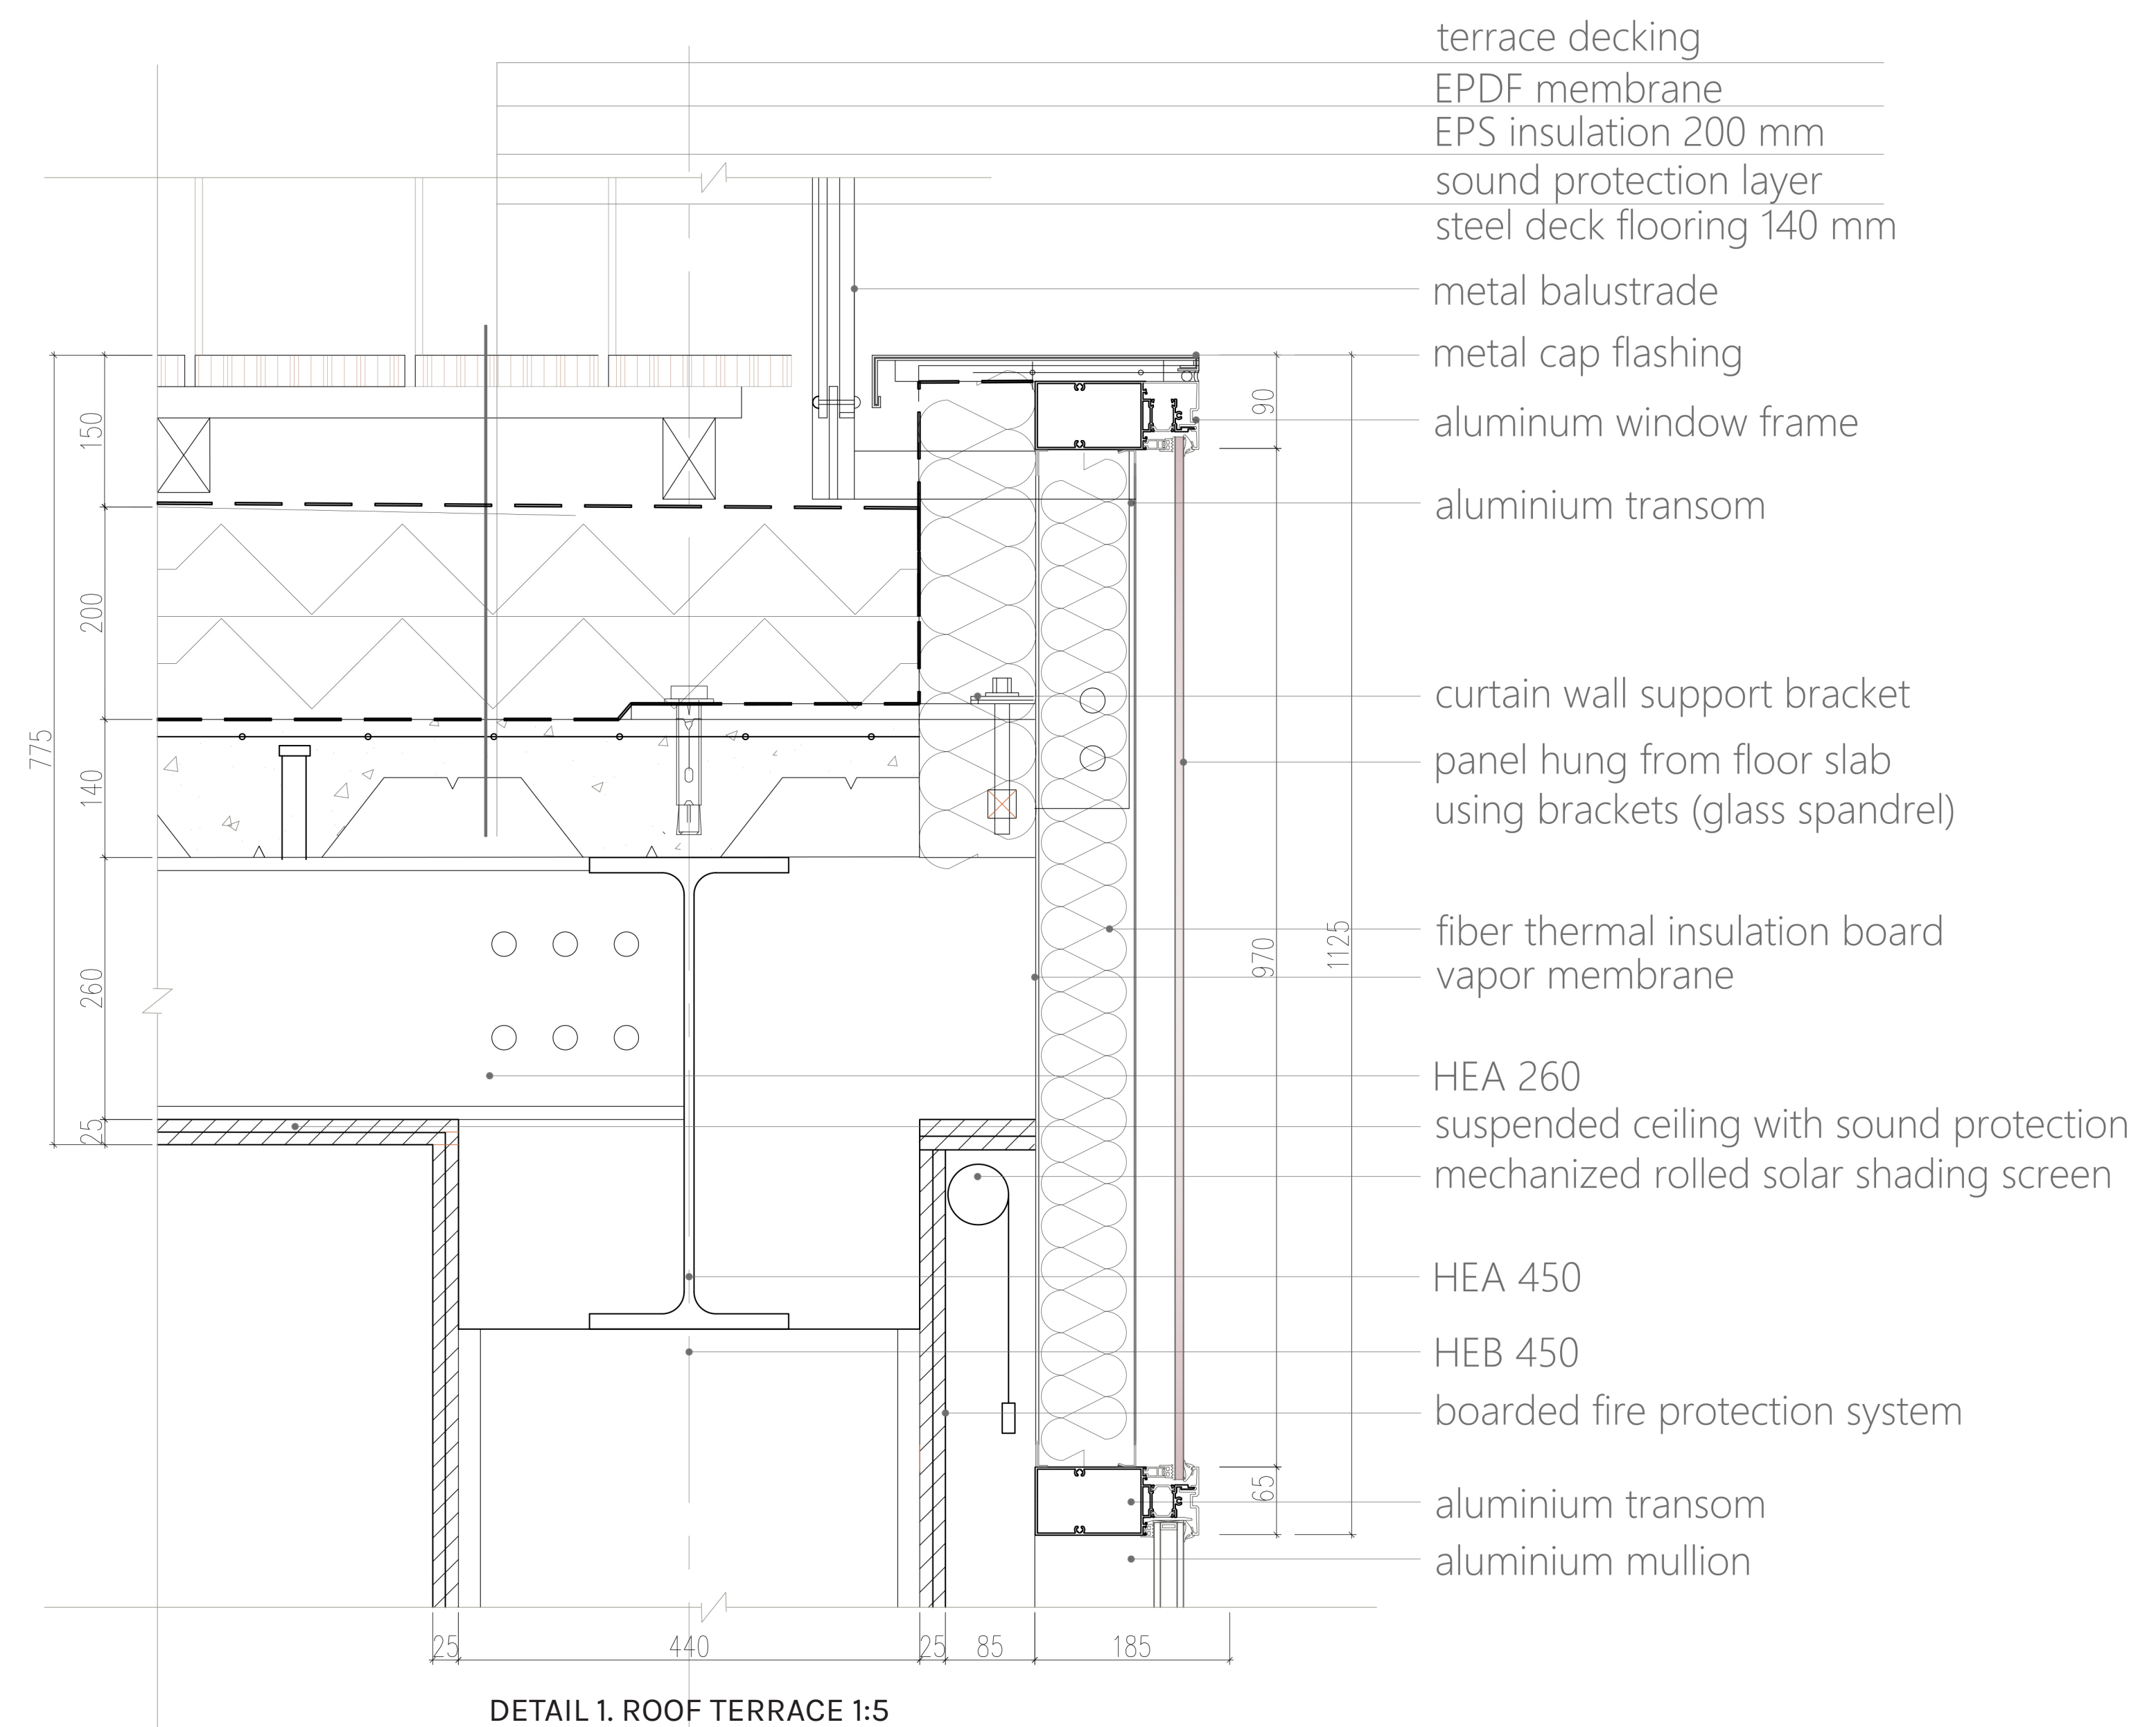 terrace decking
EPDF membrane
EPS insulation 200 mm
sound protection layer
steel deck flooring 140 mm
metal balustrade
metal cap flashing
aluminum window frame
aluminium transom
curtain wall support bracket
panel hung from floor slab
using brackets (glass spandrel)
fiber thermal insulation board
vapor membrane
HEA 260
suspended ceiling with sound protection
mechanized rolled solar shading screen
HEA 450
HEB 450
boarded fire protection system
aluminium transom
aluminium mullion
775
150
200
140
260
25
90
970
65
1125
25
440
25
85
185
DETAIL 1. ROOF TERRACE 1:5